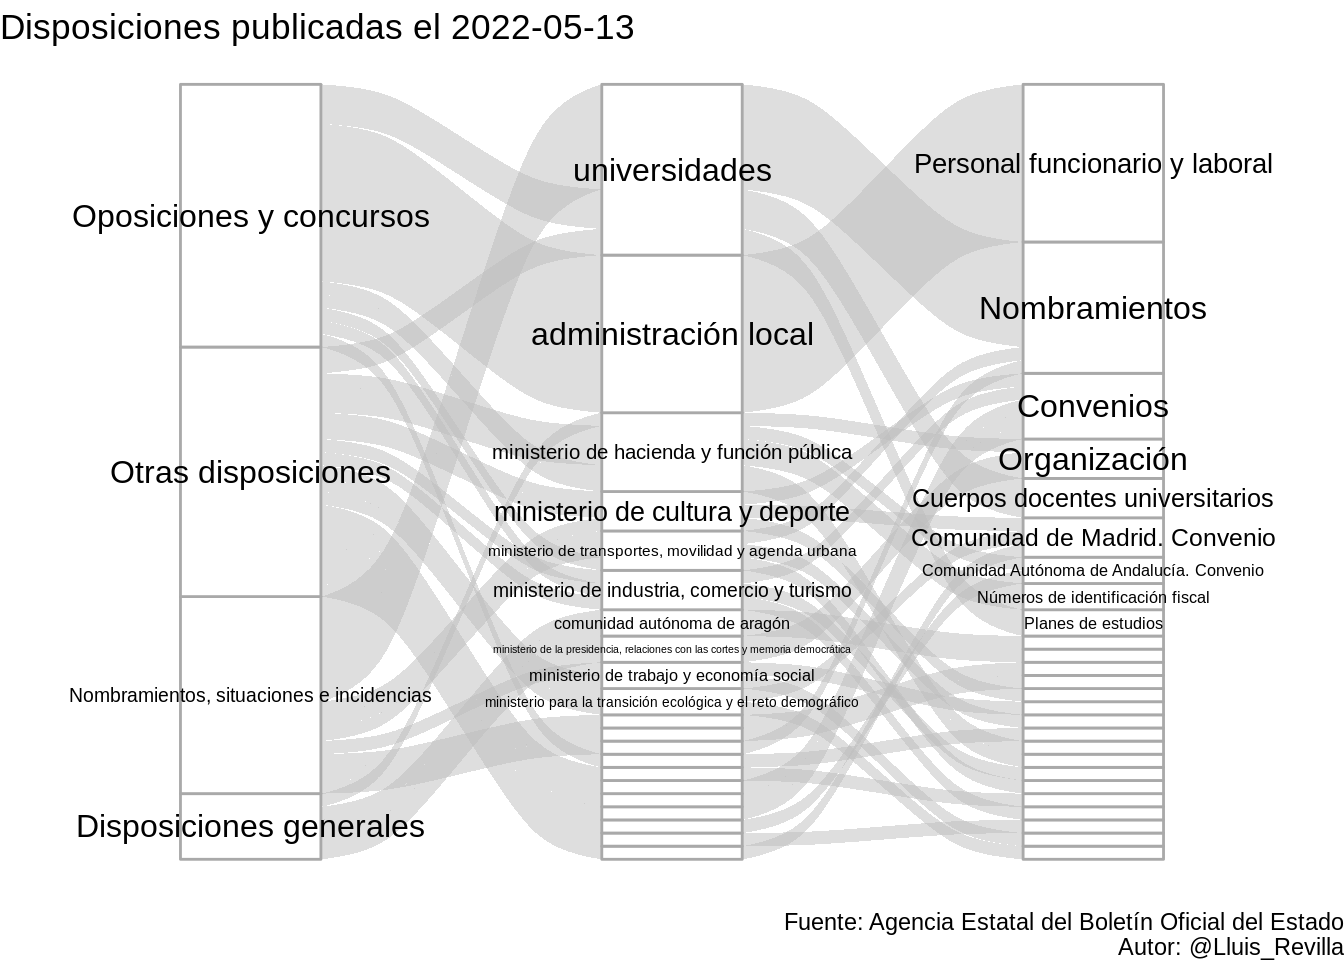 Disposiciones publicadas el 2022-05-13
Oposiciones y concursos
Otras disposiciones
Nombramientos, situaciones e incidencias
Disposiciones generales
universidades
administración local
ministerio de hacienda y función pública
ministerio de cultura y deporte
ministerio de transportes, movilidad y agenda urbana
ministerio de industria, comercio y turismo
comunidad autónoma de aragón
ministerio de la presidencia, relaciones con las cortes y memoria democrática
ministerio de trabajo y economía social
ministerio para la transición ecológica y el reto demográfico
Personal funcionario y laboral
Nombramientos
Convenios
Organización
Cuerpos docentes universitarios
Comunidad de Madrid. Convenio
Comunidad Autónoma de Andalucía. Convenio
Números de identificación fiscal
Planes de estudios
Fuente: Agencia Estatal del Boletín Oficial del Estado
Autor: @Lluis_Revilla